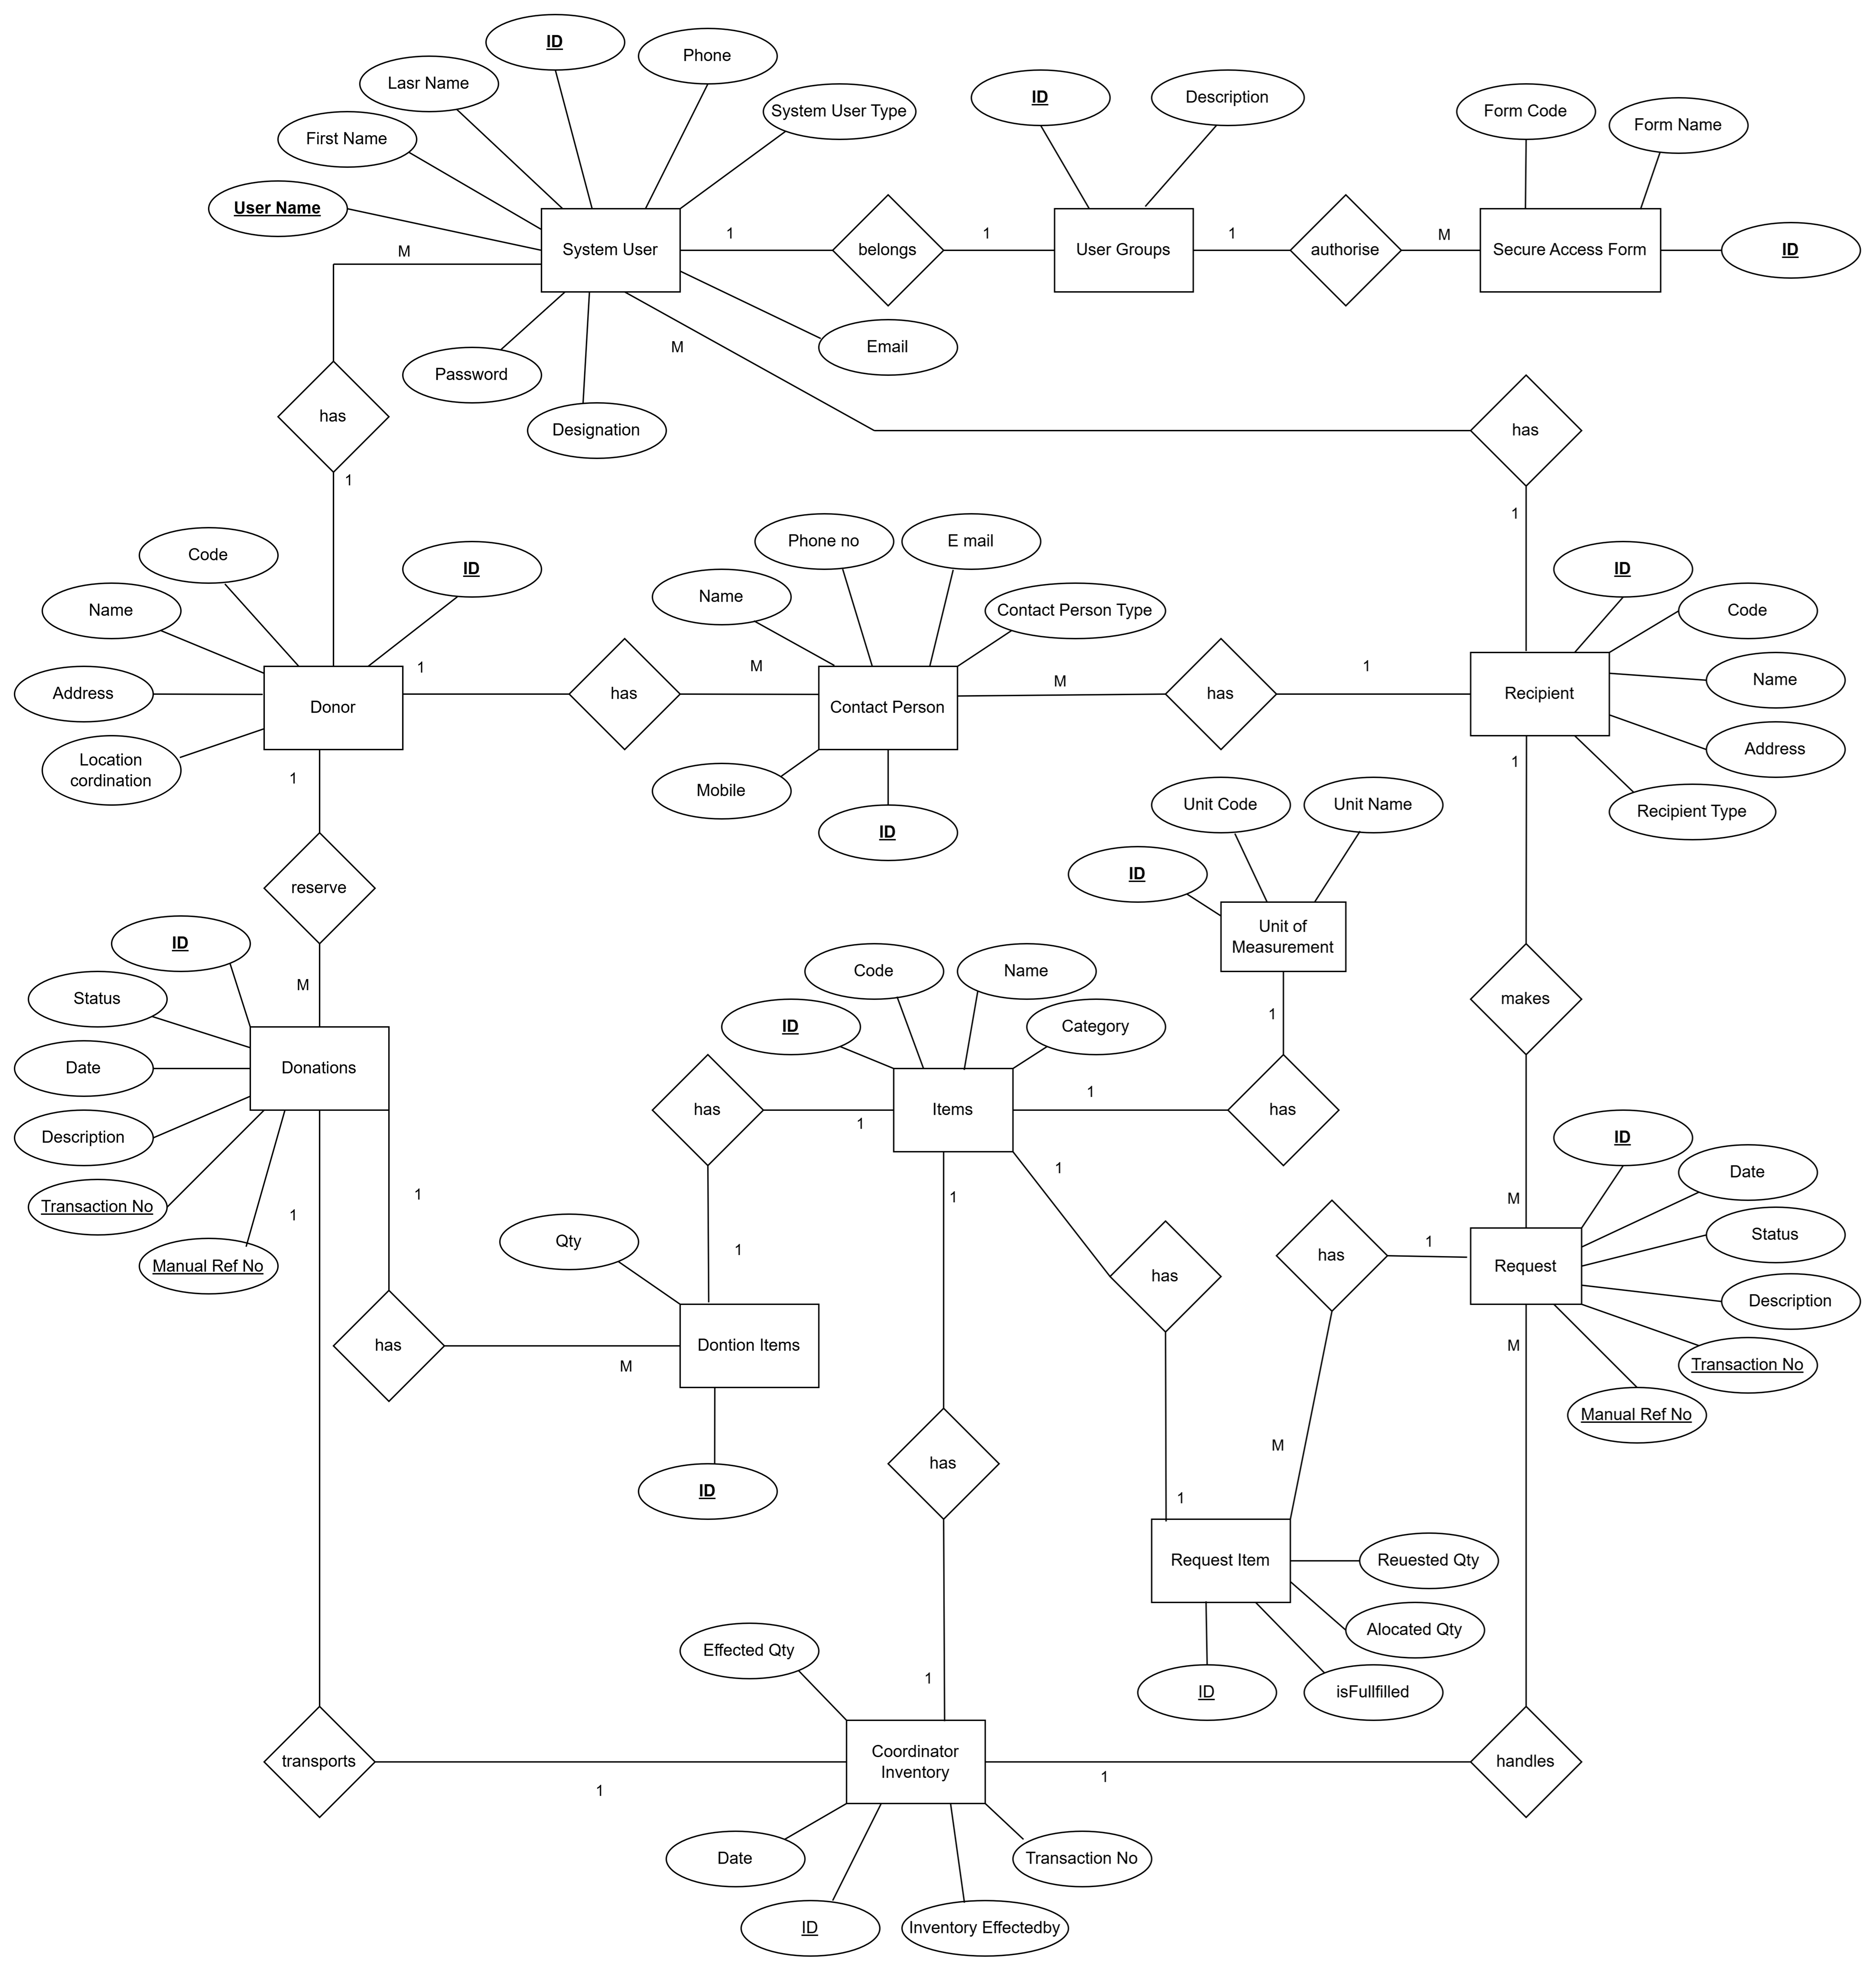 ID
Phone
Lasr Name
System User Type
First Name
User Name
System User
M
1
belongs
1
ID
Description
User Groups
1
authorise
M
Form Code
Form Name
Secure Access Form
ID
Email
Password
Designation
M
has
1
has
1
Code
ID
Name
Address
Location
cordination
Donor
1
has
M
Phone no
E mail
Name
Contact Person Type
Contact Person
Mobile
ID
M
has
1
ID
Code
Name
Address
Recipient Type
Recipient
1
1
reserve
M
Unit Code
Unit Name
ID
Unit of
Measurement
1
has
1
makes
M
ID
Status
Date
Description
Transaction No
Manual Ref No
Donations
1
1
Code
Name
ID
Category
Items
has
1
1
1
1
Qty
Dontion Items
has
M
ID
has
has
1
has
1
M
ID
Date
Status
Description
Transaction No
Manual Ref No
Request
M
1
Request Item
Reuested Qty
Alocated Qty
isFullfilled
ID
Effected Qty
1
transports
1
Coordinator
Inventory
1
handles
Date
Transaction No
ID
Inventory Effectedby